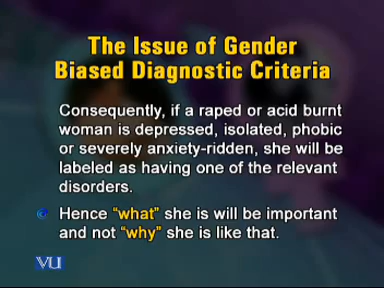 The Issue of Gender
Biased Diagnostic Criteria
Consequently, if a raped or acid burnt
woman is depressed, isolated, phobic
or severely anxiety-ridden, she will be
labeled as having one of the relevant
disorders.
Hence “what” she is will be important
and not “why” she is like that.
VU